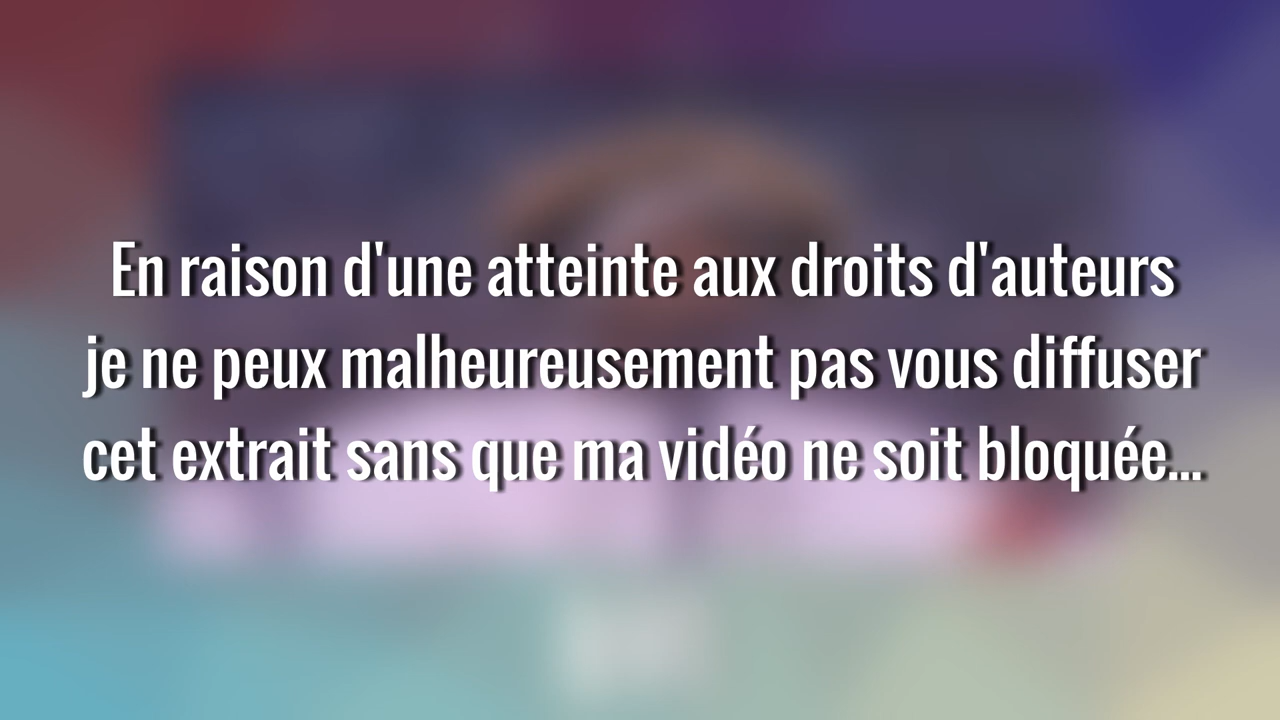 En raison d'une atteinte aux droits d'auteurs
je ne peux malheureusement pas vous diffuser
cet extrait sans que ma vidéo ne soit bloquée...